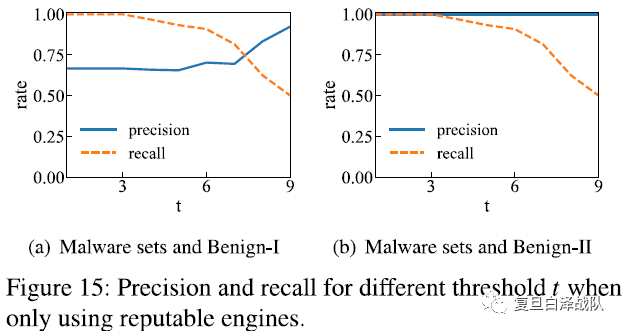 1.00
0.75
0.50
0.25
0.00
rate
precision
recall
3
6
9
t
(a) Malware sets and Benign-I
1.00
0.75
0.50
0.25
0.00
rate
precision
recall
3
6
9
t
(b) Malware sets and Benign-II
Figure 15: Precision and recall for different threshold t when
only using reputable engines.
复旦白泽战队